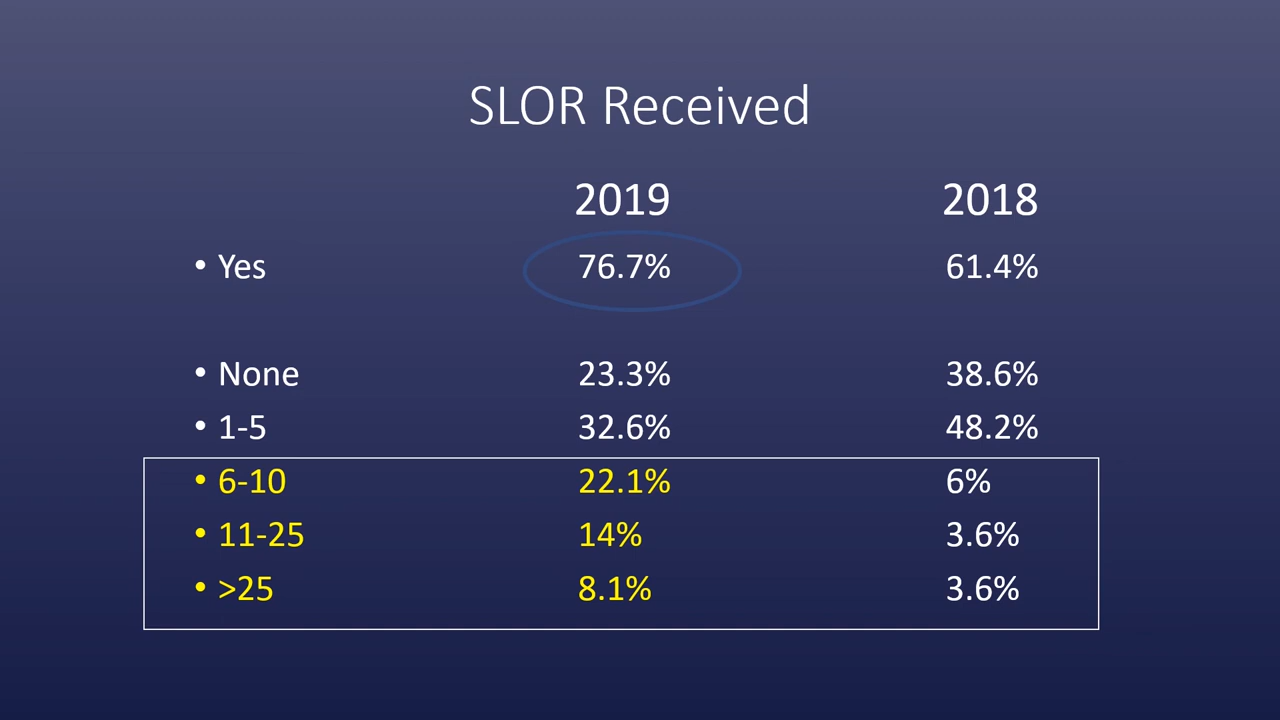 SLOR Received
2019 2018
• Yes 76.7% 61.4%
• None 23.3% 38.6%
• 1-5 32.6% 48.2%
• 6-10 22.1% 6%
• 11-25 14% 3.6%
• >25 8.1% 3.6%